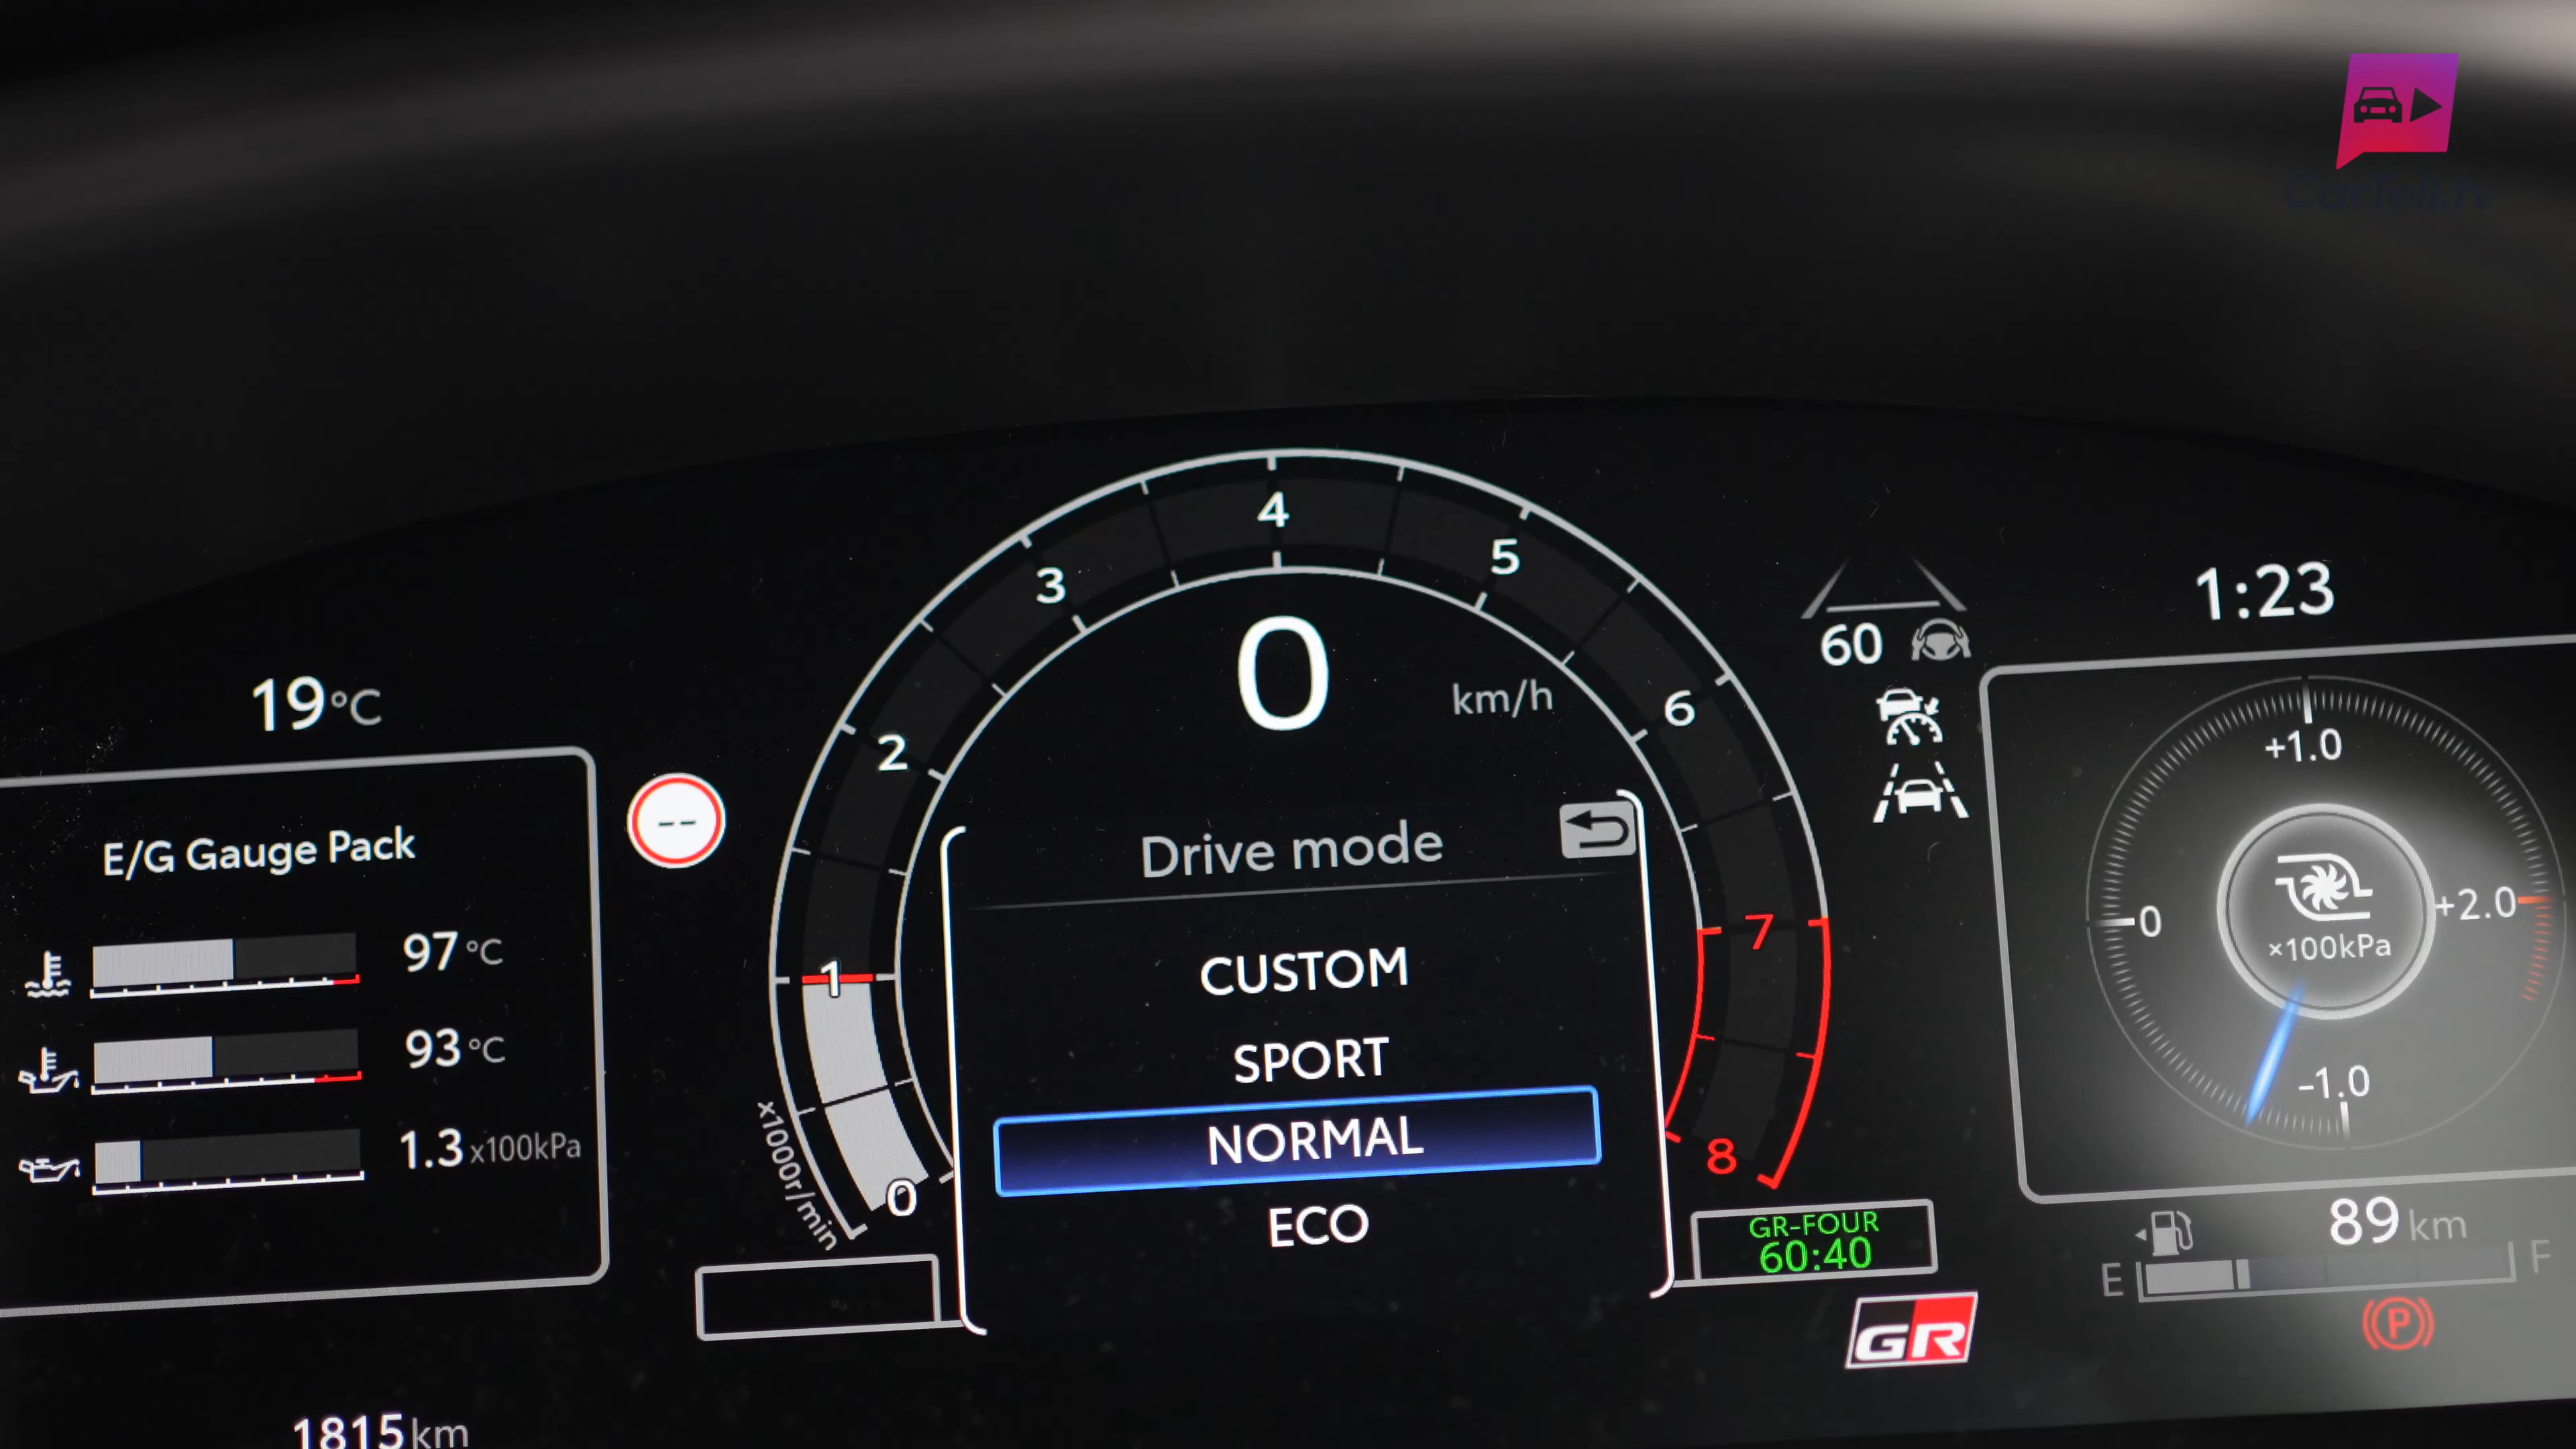 19°C
E/G Gauge Pack
97 °C
93 °C
1.3 x100kPa
1815 km
--
0
1
2
3
4
5
6
7
8
x1000r/min
0 km/h
Drive mode
CUSTOM
SPORT
NORMAL
ECO
60
GR-FOUR
60:40
GR
1:23
+1.0
0
+2.0
-1.0
×100kPa
89 km
E
F
P
CarTell.tv